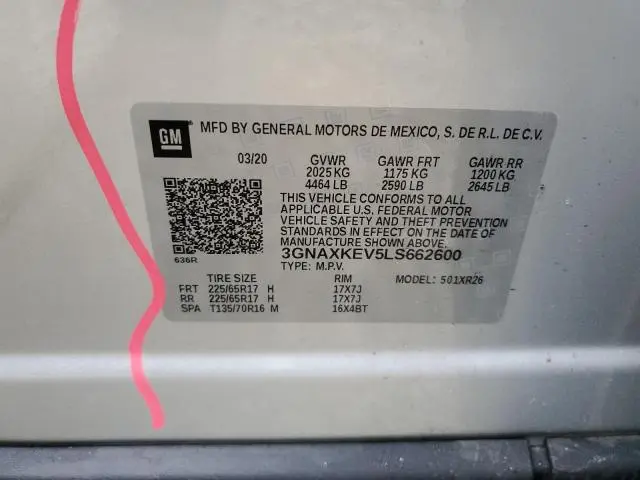 GM MFD BY GENERAL MOTORS DE MEXICO, S. DE R.L. DE C.V.
03/20 GVWR GAWR FRT GAWR RR
2025 KG 1175 KG 1200 KG
4464 LB 2590 LB 2645 LB
THIS VEHICLE CONFORMS TO ALL
APPLICABLE U.S. FEDERAL MOTOR
VEHICLE SAFETY AND THEFT PREVENTION
STANDARDS IN EFFECT ON THE DATE OF
MANUFACTURE SHOWN ABOVE.
636R 3GNAXKEV5LS662600
TYPE: M.P.V. MODEL: 501XR26
TIRE SIZE RIM
FRT 225/65R17 H 17X7J
RR 225/65R17 H 17X7J
SPA T135/70R16 M 16X4BT